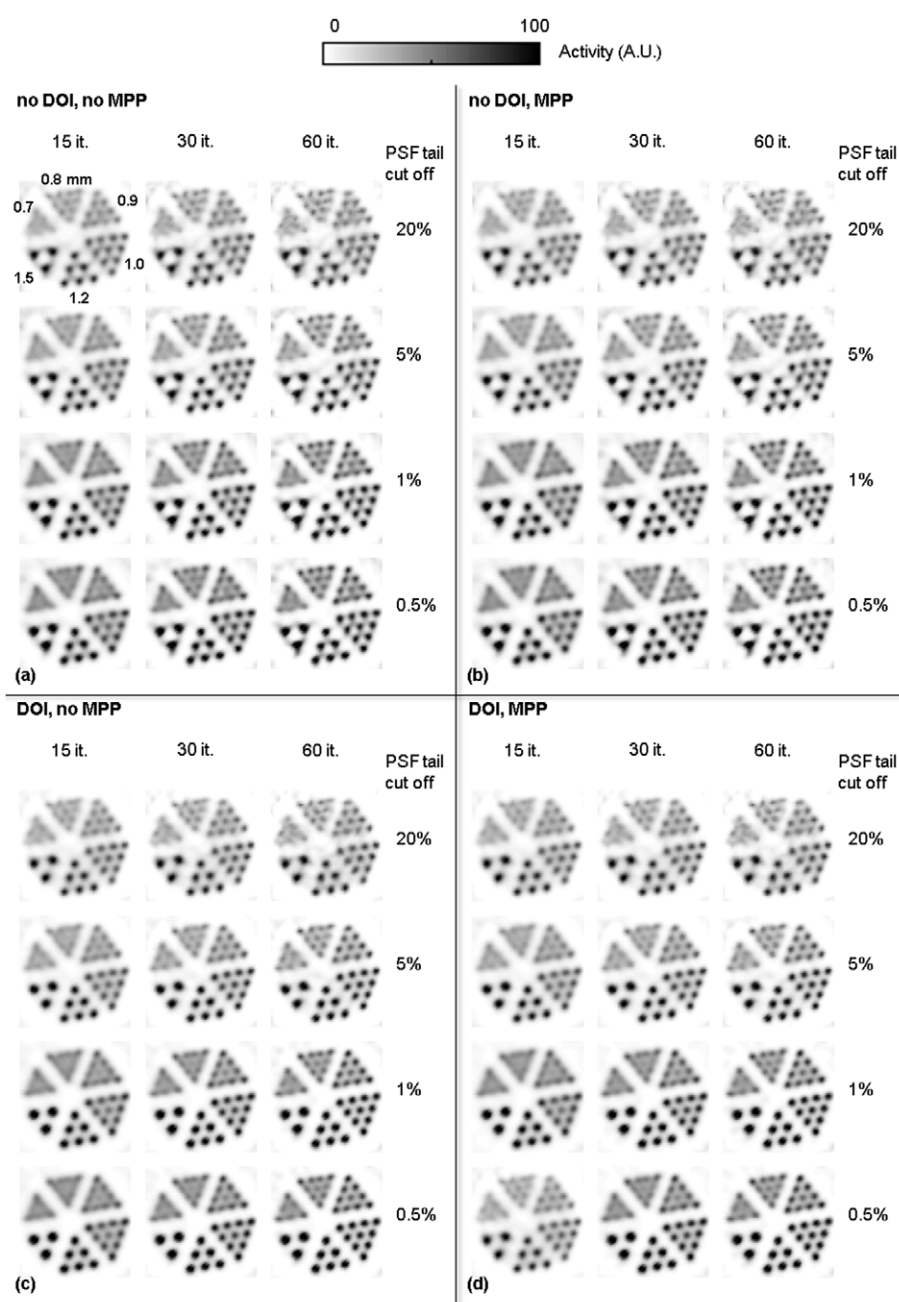 0 100
Activity (A.U.)
no DOI, no MPP
15 it. 30 it. 60 it. PSF tail
cut off
0.8 mm
0.7 0.9
20%
1.5 1.0
1.2
5%
1%
0.5%
(a)
no DOI, MPP
15 it. 30 it. 60 it. PSF tail
cut off
20%
5%
1%
0.5%
(b)
DOI, no MPP
15 it. 30 it. 60 it. PSF tail
cut off
20%
5%
1%
0.5%
(c)
DOI, MPP
15 it. 30 it. 60 it. PSF tail
cut off
20%
5%
1%
0.5%
(d)